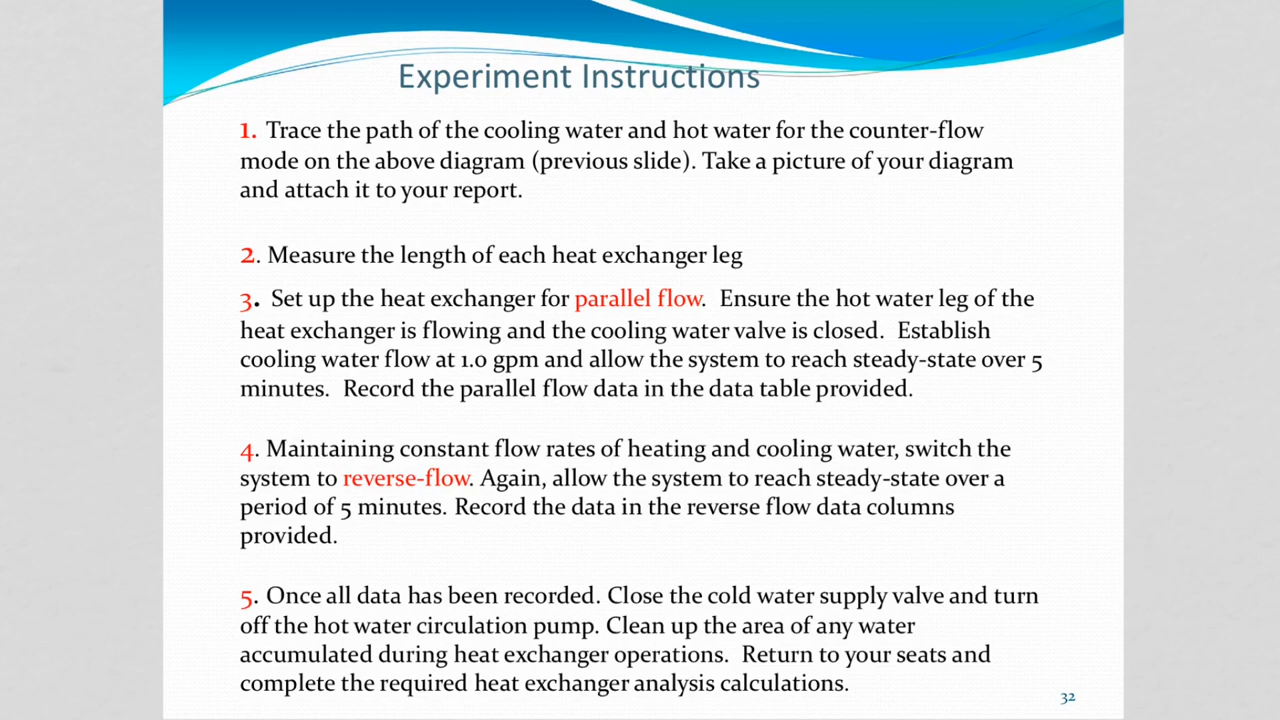 Experiment Instructions
1. Trace the path of the cooling water and hot water for the counter-flow
mode on the above diagram (previous slide). Take a picture of your diagram
and attach it to your report.
2. Measure the length of each heat exchanger leg
3. Set up the heat exchanger for parallel flow. Ensure the hot water leg of the
heat exchanger is flowing and the cooling water valve is closed. Establish
cooling water flow at 1.0 gpm and allow the system to reach steady-state over 5
minutes. Record the parallel flow data in the data table provided.
4. Maintaining constant flow rates of heating and cooling water, switch the
system to reverse-flow. Again, allow the system to reach steady-state over a
period of 5 minutes. Record the data in the reverse flow data columns
provided.
5. Once all data has been recorded. Close the cold water supply valve and turn
off the hot water circulation pump. Clean up the area of any water
accumulated during heat exchanger operations. Return to your seats and
complete the required heat exchanger analysis calculations.
32